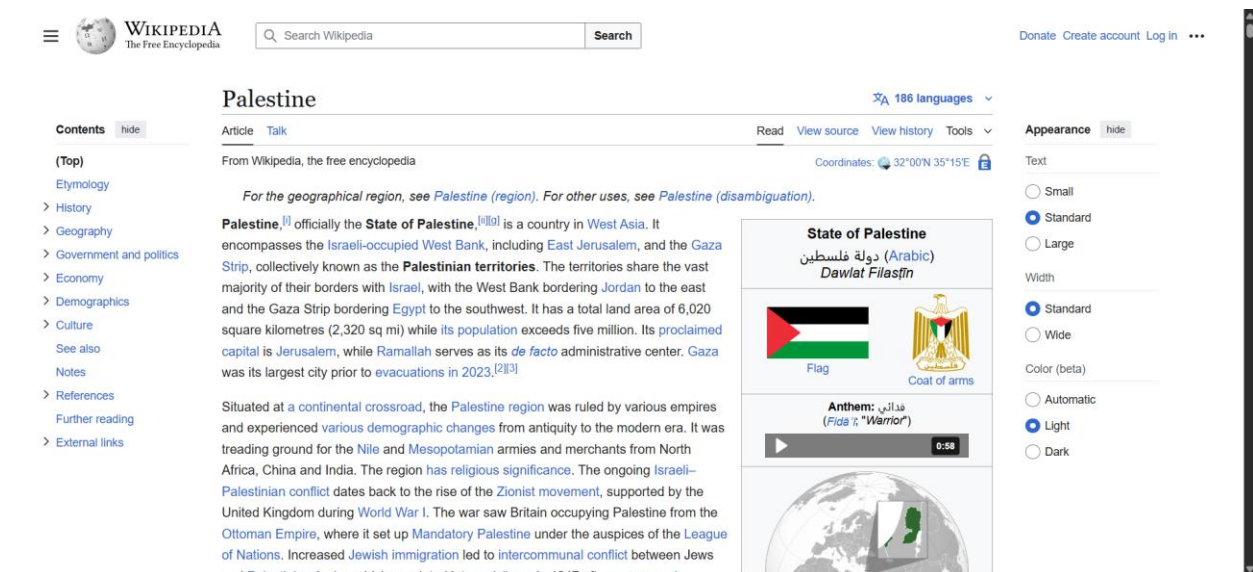 WIKIPEDIA
The Free Encyclopedia
Search Wikipedia
Search
Donate Create account Log in
Palestine
186 languages
Contents hide
Article Talk
Read View source View history Tools
Appearance hide
(Top)
From Wikipedia, the free encyclopedia
Coordinates: 32°00′N 35°15′E
Text
Etymology
For the geographical region, see Palestine (region). For other uses, see Palestine (disambiguation).
Small
History
Palestine,[i] officially the State of Palestine,[ii][g] is a country in West Asia. It
State of Palestine
Standard
Geography
encompasses the Israeli-occupied West Bank, including East Jerusalem, and the Gaza
دولة فلسطين (Arabic)
Large
Government and politics
Strip, collectively known as the Palestinian territories. The territories share the vast
Dawlat Filasṭīn
Economy
majority of their borders with Israel, with the West Bank bordering Jordan to the east
Width
Demographics
and the Gaza Strip bordering Egypt to the southwest. It has a total land area of 6,020
Standard
Culture
square kilometres (2,320 sq mi) while its population exceeds five million. Its proclaimed
Wide
See also
capital is Jerusalem, while Ramallah serves as its de facto administrative center. Gaza
Notes
was its largest city prior to evacuations in 2023.[2][3]
Flag
Coat of arms
Color (beta)
References
Situated at a continental crossroad, the Palestine region was ruled by various empires
Anthem: فدائي
Automatic
Further reading
and experienced various demographic changes from antiquity to the modern era. It was
(Fidāʾī; "Warrior")
Light
External links
treading ground for the Nile and Mesopotamian armies and merchants from North
0:58
Dark
Africa, China and India. The region has religious significance. The ongoing Israeli–
Palestinian conflict dates back to the rise of the Zionist movement, supported by the
United Kingdom during World War I. The war saw Britain occupying Palestine from the
Ottoman Empire, where it set up Mandatory Palestine under the auspices of the League
of Nations. Increased Jewish immigration led to intercommunal conflict between Jews